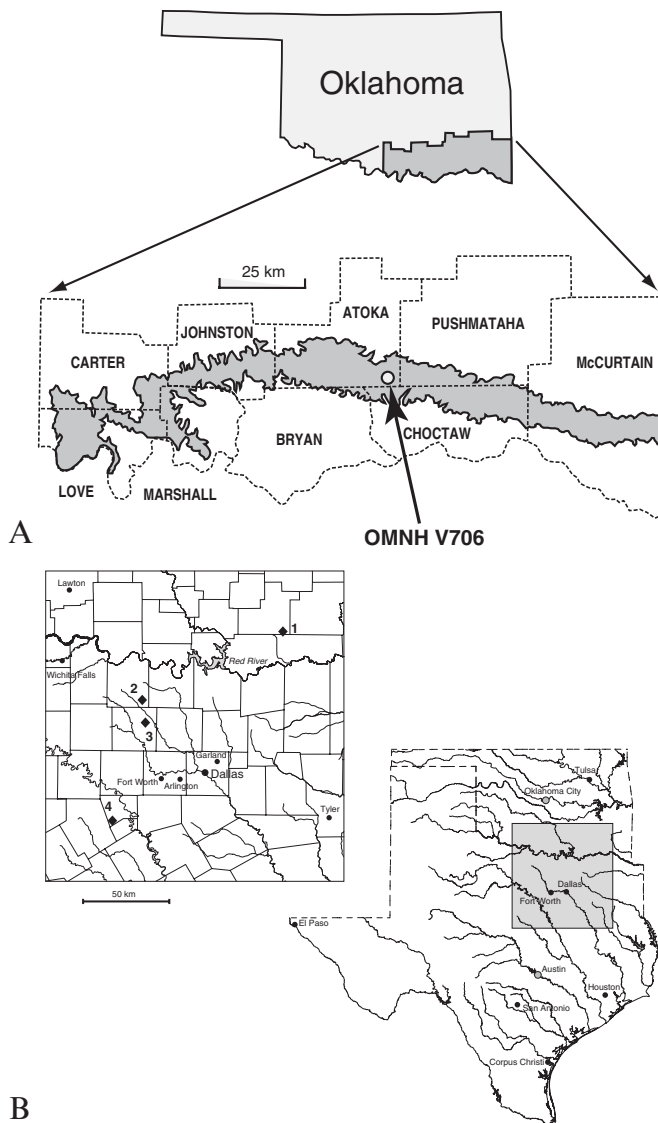 Oklahoma
25 km
ATOKA
PUSHMATAHA
JOHNSTON
McCURTAIN
CARTER
BRYAN
CHOCTAW
LOVE
MARSHALL
A
OMNH V706
Lawton
1
Red River
Wichita Falls
2
3
Garland
Dallas
Fort Worth
Arlington
4
Tyler
50 km
Tulsa
Oklahoma City
Dallas
Fort Worth
El Paso
Austin
Houston
San Antonio
Corpus Christi
B